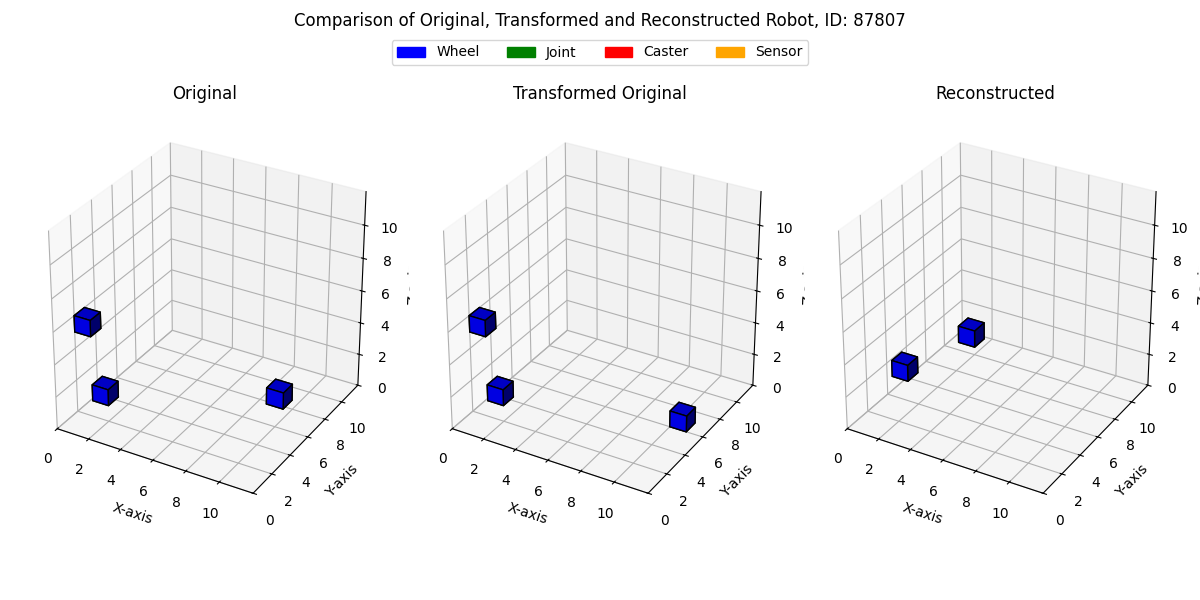 Comparison of Original, Transformed and Reconstructed Robot, ID: 87807
Wheel Joint Caster Sensor
Original
Transformed Original
Reconstructed
0 2 4 6 8 10
X-axis
0 2 4 6 8 10
Y-axis
0 2 4 6 8 10
0 2 4 6 8 10
X-axis
0 2 4 6 8 10
Y-axis
0 2 4 6 8 10
0 2 4 6 8 10
X-axis
0 2 4 6 8 10
Y-axis
0 2 4 6 8 10